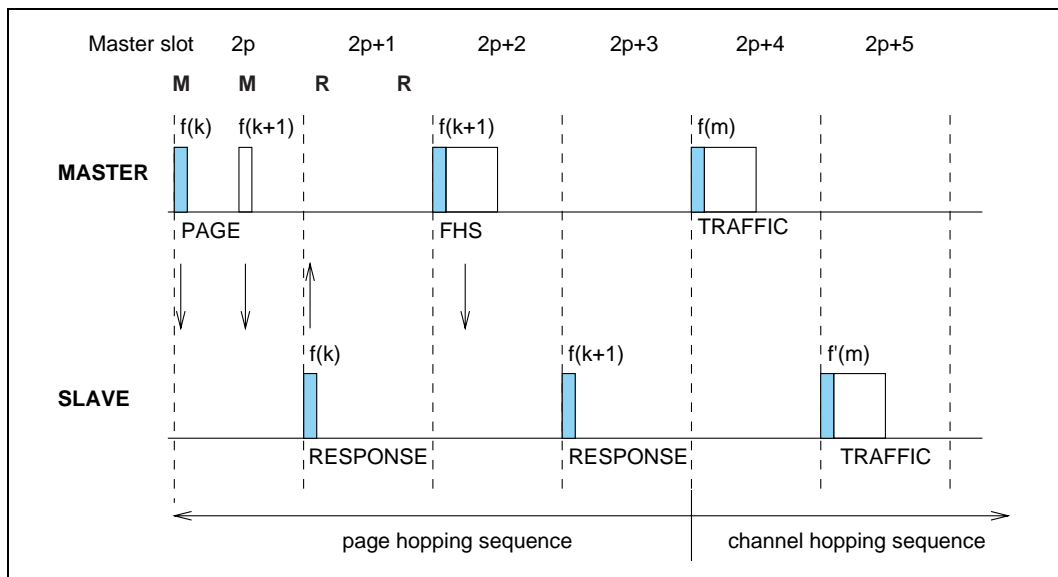 Master slot 2p 2p+1 2p+2 2p+3 2p+4 2p+5
M M R R
f(k) f(k+1) f(k+1) f(m)
MASTER
PAGE FHS TRAFFIC
f(k) f(k+1) f'(m)
SLAVE
RESPONSE RESPONSE TRAFFIC
page hopping sequence channel hopping sequence